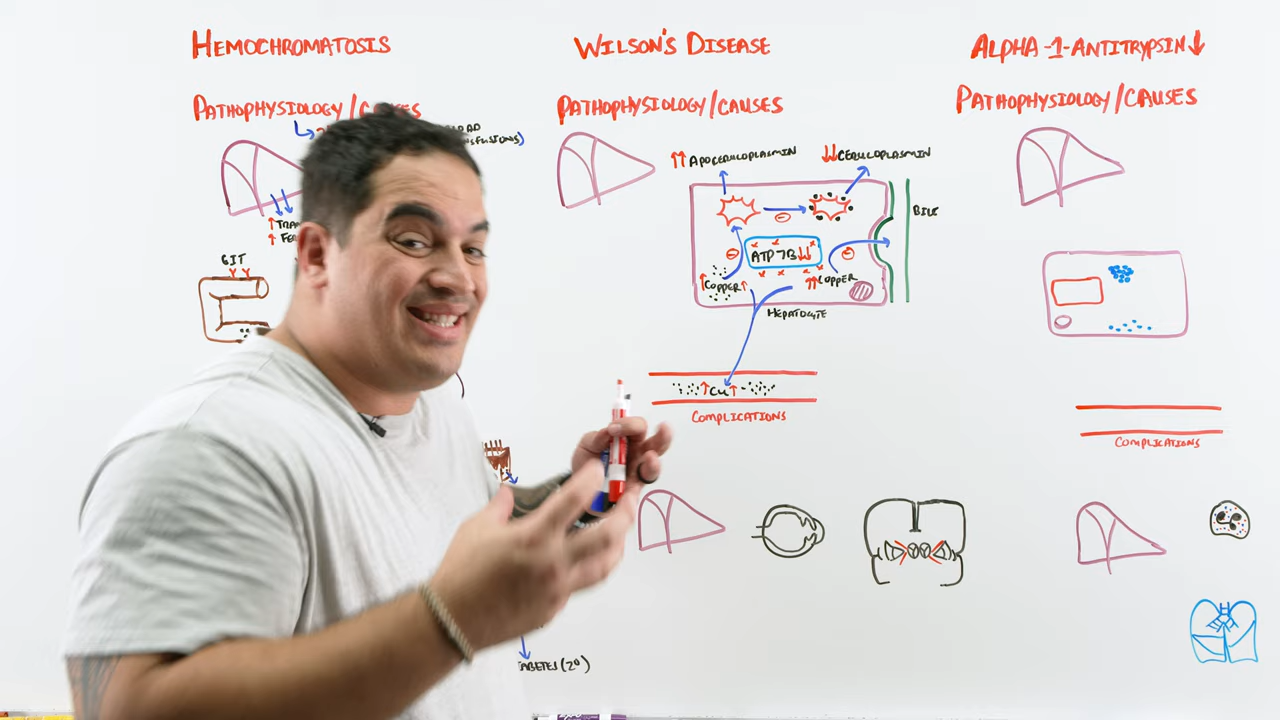 HEMOCHROMATOSIS
PATHOPHYSIOLOGY/CAUSES
GIT
WILSON'S DISEASE
PATHOPHYSIOLOGY/CAUSES
↑↑ APOCERULOPLASMIN
↓↓ CERULOPLASMIN
BILE
ATP7B↓↓
↑COPPER↑
↑↑COPPER
HEPATOCYTE
↑Cu↑
COMPLICATIONS
ALPHA-1-ANTITRYPSIN↓
PATHOPHYSIOLOGY/CAUSES
COMPLICATIONS